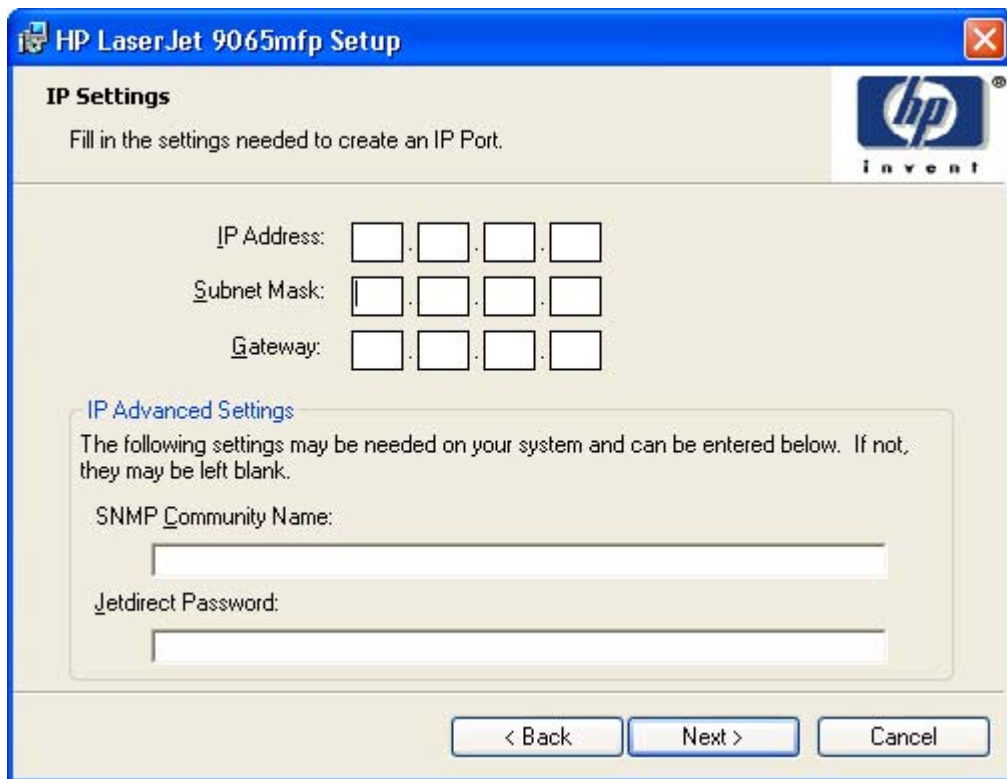 HP LaserJet 9065mfp Setup
IP Settings
Fill in the settings needed to create an IP Port.
hp
®
invent
IP Address: . . .
Subnet Mask: . . .
Gateway: . . .
IP Advanced Settings
The following settings may be needed on your system and can be entered below.  If not,
they may be left blank.
SNMP Community Name:
Jetdirect Password:
< Back
Next >
Cancel